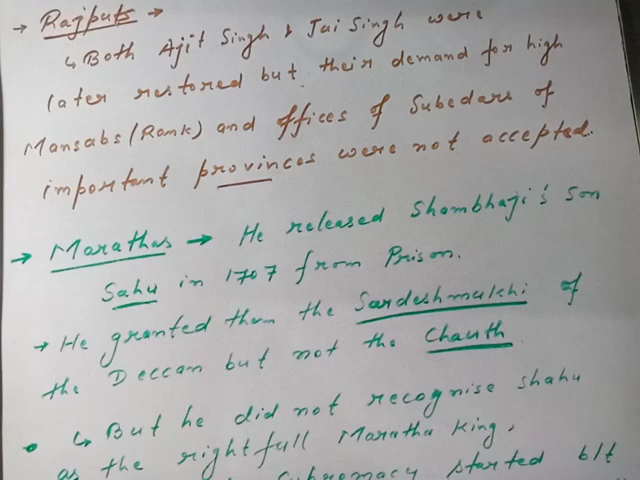 → Rajputs →
↳ Both Ajit Singh & Jai Singh were
later restored but their demand for high
Mansabs (Rank) and offices of Subedars of
important provinces were not accepted.
→ Marathas → He released Shambhaji's son
Sahu in 1707 from Prison.
→ He granted them the Sardeshmukhi of
the Deccan but not the Chauth.
• ↳ But he did not recognise shahu
as the rightfull Maratha King,
Supremacy started b/t